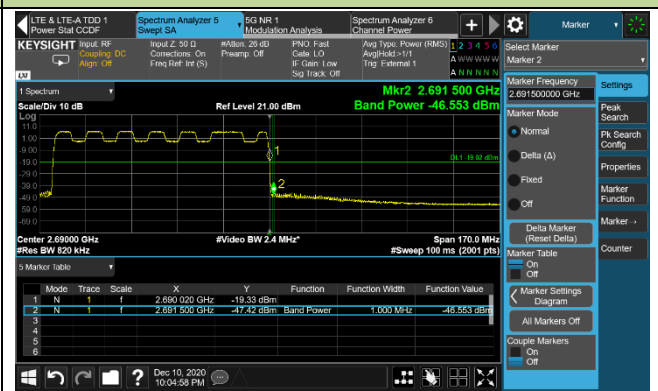 LTE & LTE-A TDD 1
Power Stat CCDF
Spectrum Analyzer 5
Swept SA
5G NR 1
Modulation Analysis
Spectrum Analyzer 6
Channel Power
Marker
KEYSIGHT
Input: RF
Coupling: DC
Align: Off
Input Z: 50 Ω
Corrections: On
Freq Ref: Int (S)
#Atten: 26 dB
Preamp: Off
PNO: Fast
Gate: LO
IF Gain: Low
Sig Track: Off
Avg Type: Power (RMS)
Avg|Hold:>1/1
Trig: External 1
1 2 3 4 5 6
A W W W W W
A N N N N N
LXI
Select Marker
Marker 2
1 Spectrum
Scale/Div 10 dB
Ref Level 21.00 dBm
Mkr2 2.691 500 GHz
Band Power -46.553 dBm
Log
11.0
1.00
-9.00
-19.0
-29.0
-39.0
-49.0
-59.0
-69.0
1
2
DL1 -19.02 dBm
Center 2.69000 GHz
#Res BW 820 kHz
#Video BW 2.4 MHz*
Span 170.0 MHz
#Sweep 100 ms (2001 pts)
5 Marker Table
Mode Trace Scale X Y Function Function Width Function Value
1 N 1 f 2.690 020 GHz -19.33 dBm
2 N 1 f 2.691 500 GHz -47.42 dBm Band Power 1.000 MHz -46.553 dBm
3
4
5
6
Marker Frequency
2.691500000 GHz
Marker Mode
Normal
Delta (Δ)
Fixed
Off
Delta Marker
(Reset Delta)
Marker Table
On
Off
Marker Settings
Diagram
All Markers Off
Couple Markers
On
Off
Settings
Peak
Search
Pk Search
Config
Properties
Marker
Function
Marker→
Counter
?
Dec 10, 2020
10:04:58 PM